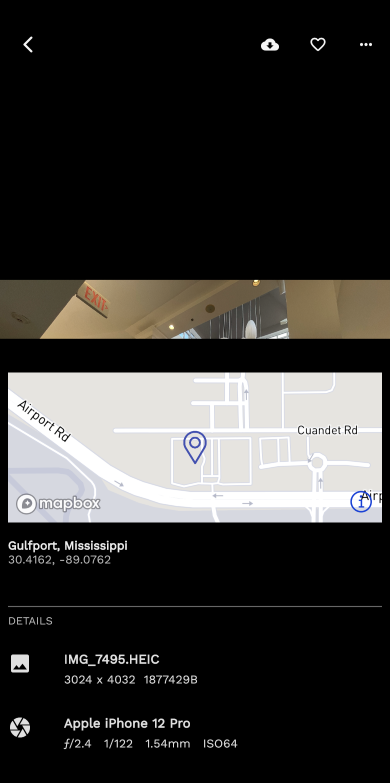 EXIT
Airport Rd
Cuandet Rd
mapbox
Gulfport, Mississippi
30.4162, -89.0762
DETAILS
IMG_7495.HEIC
3024 x 4032 1877429B
Apple iPhone 12 Pro
ƒ/2.4 1/122 1.54mm ISO64